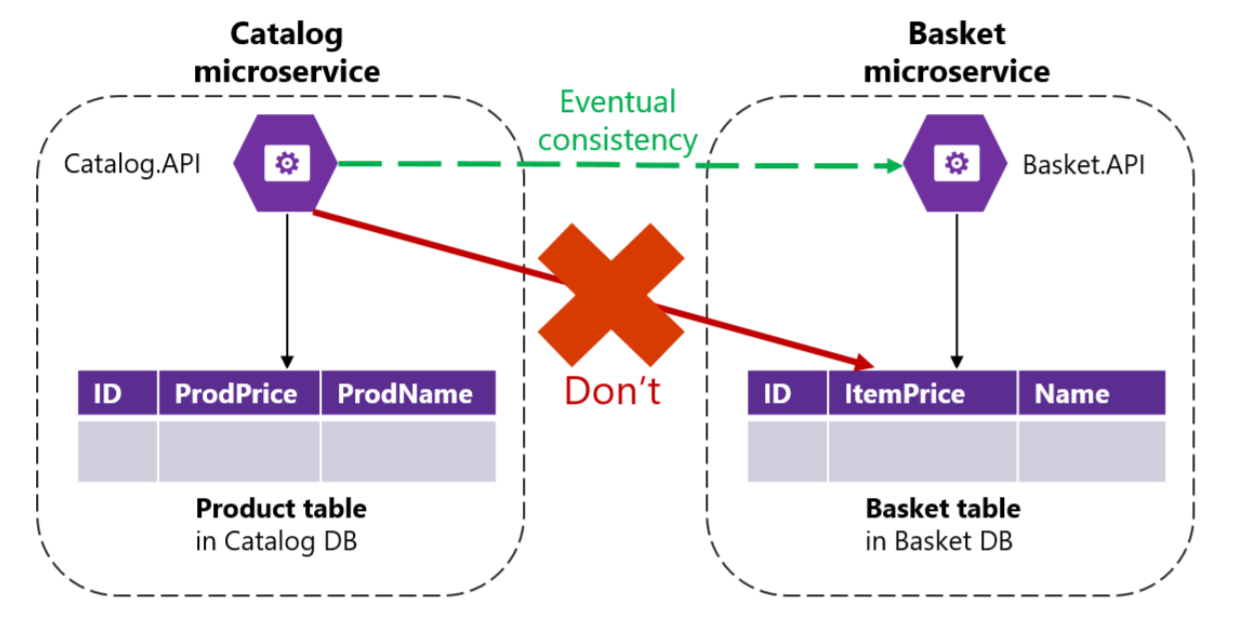 Catalog
microservice
Basket
microservice
Eventual
consistency
Catalog.API
Basket.API
Don't
ID ProdPrice ProdName
ID ItemPrice Name
Product table
in Catalog DB
Basket table
in Basket DB